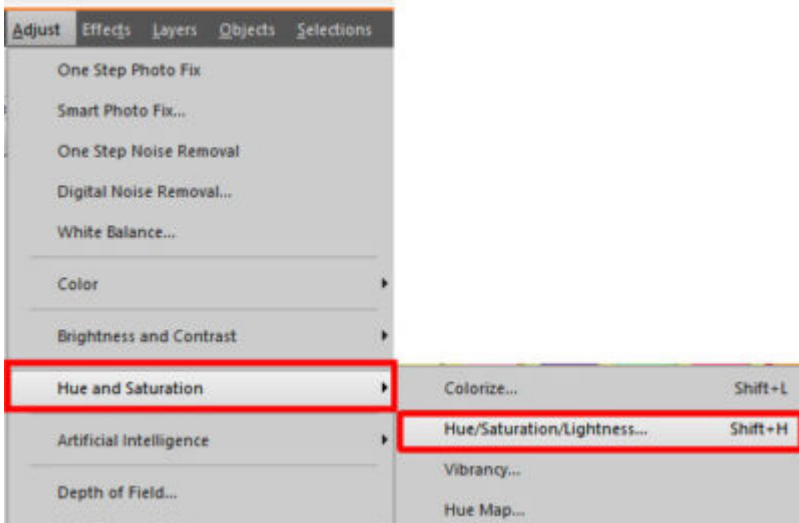 Adjust Effects Layers Objects Selections
One Step Photo Fix
Smart Photo Fix...
One Step Noise Removal
Digital Noise Removal...
White Balance...
Color
Brightness and Contrast
Hue and Saturation
Colorize... Shift+L
Artificial Intelligence
Hue/Saturation/Lightness... Shift+H
Vibrancy...
Depth of Field...
Hue Map...